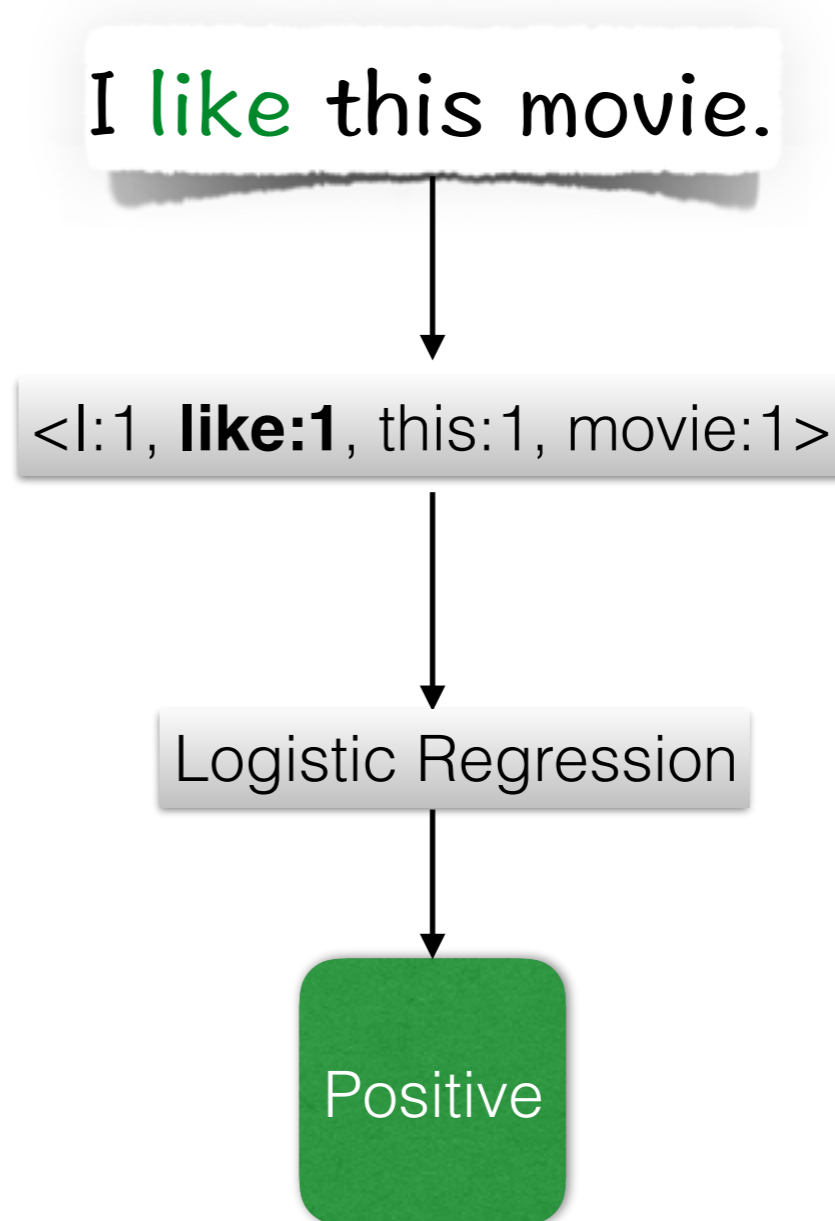 I like this movie.
<I:1, like:1, this:1, movie:1>
Logistic Regression
Positive